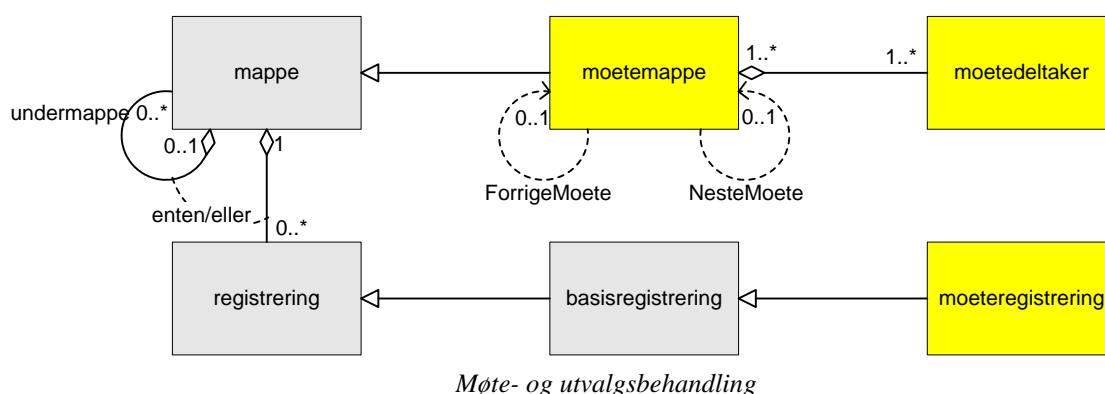 mappe
moetemappe
1..*
1..*
moetedeltaker
undermappe 0..*
0..1
1
0..1
0..1
ForrigeMoete
NesteMoete
enten/eller
0..*
registrering
basisregistrering
moeteregistrering
Møte- og utvalgsbehandling